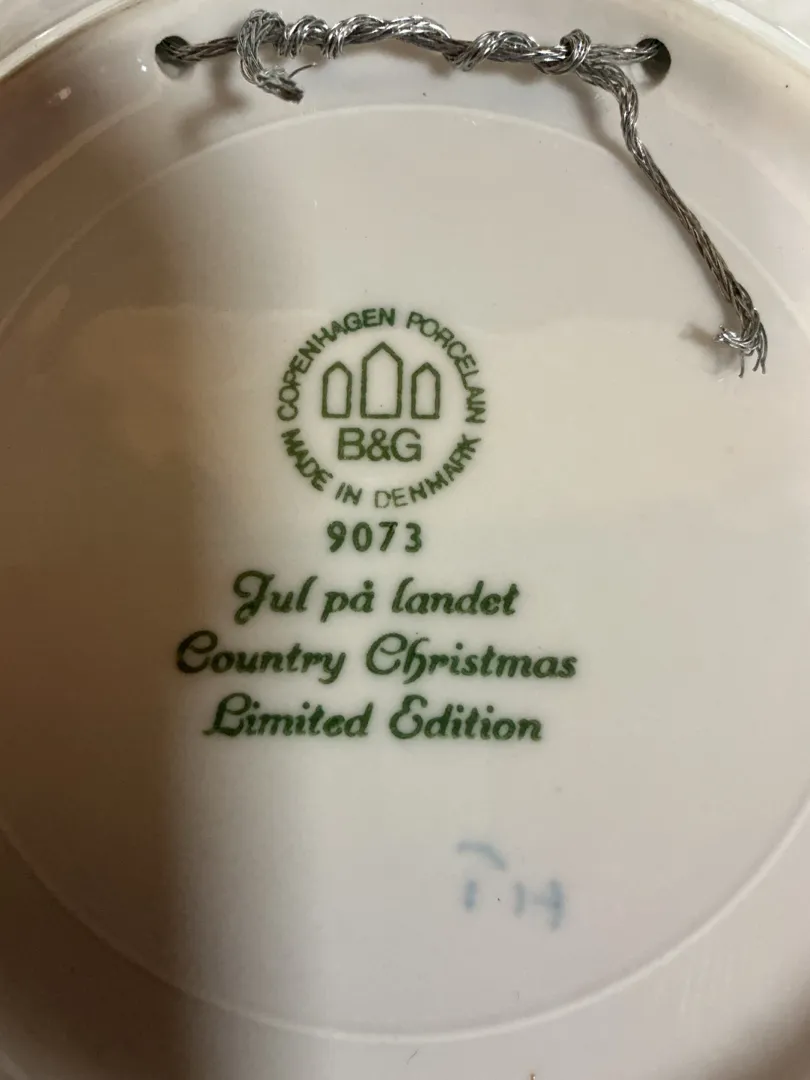 COPENHAGEN PORCELAIN
B&G
MADE IN DENMARK
9073
Jul på landet
Country Christmas
Limited Edition